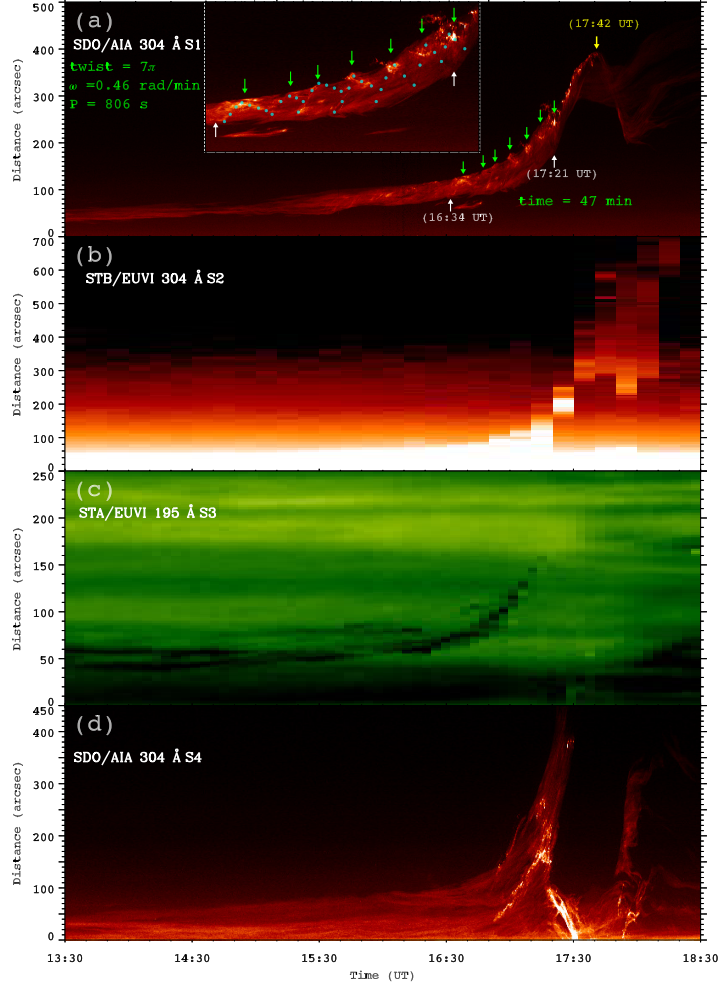 (a)
SDO/AIA 304 Å S1
twist = 7π
ω =0.46 rad/min
P = 806 s
(17:42 UT)
(17:21 UT)
(16:34 UT)
time = 47 min
Distance (arcsec)
500
400
300
200
100
0
(b)
STB/EUVI 304 Å S2
Distance (arcsec)
700
600
500
400
300
200
100
0
(c)
STA/EUVI 195 Å S3
Distance (arcsec)
250
200
150
100
50
0
(d)
SDO/AIA 304 Å S4
Distance (arcsec)
450
400
300
200
100
0
13:30 14:30 15:30 16:30 17:30 18:30
Time (UT)